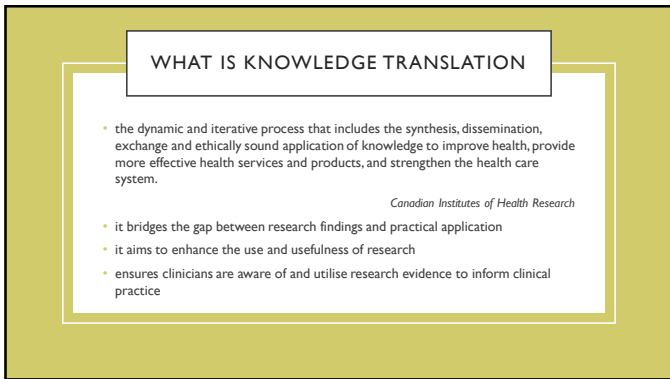 WHAT IS KNOWLEDGE TRANSLATION
• the dynamic and iterative process that includes the synthesis, dissemination,
exchange and ethically sound application of knowledge to improve health, provide
more effective health services and products, and strengthen the health care
system.
Canadian Institutes of Health Research
• it bridges the gap between research findings and practical application
• it aims to enhance the use and usefulness of research
• ensures clinicians are aware of and utilise research evidence to inform clinical
practice